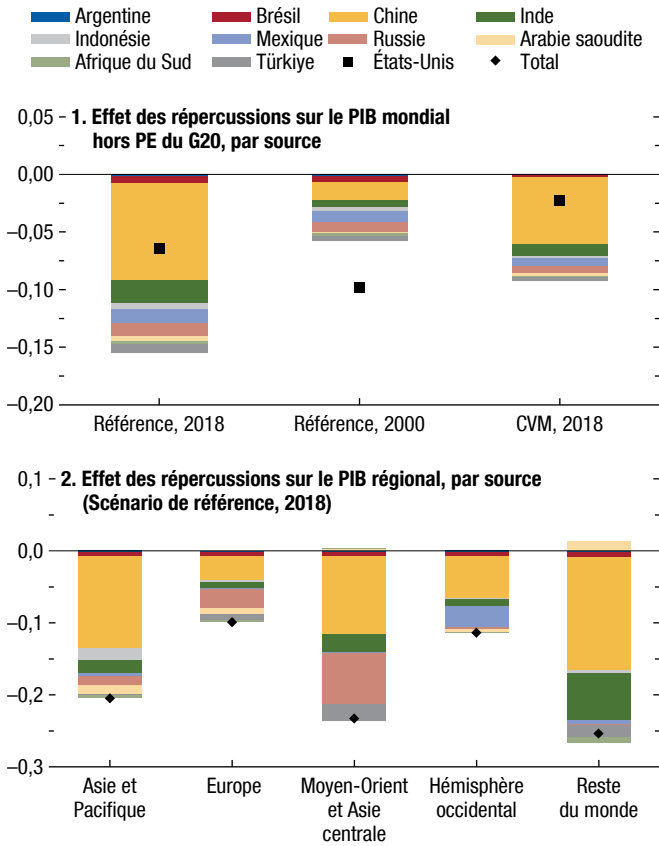 Argentine Brésil Chine Inde
Indonésie Mexique Russie Arabie saoudite
Afrique du Sud Türkiye États-Unis Total
0,05
1. Effet des répercussions sur le PIB mondial
hors PE du G20, par source
0,00
–0,05
–0,10
–0,15
–0,20
Référence, 2018 Référence, 2000 CVM, 2018
0,1
2. Effet des répercussions sur le PIB régional, par source
(Scénario de référence, 2018)
0,0
–0,1
–0,2
–0,3
Asie et
Pacifique
Europe
Moyen-Orient
et Asie
centrale
Hémisphère
occidental
Reste
du monde